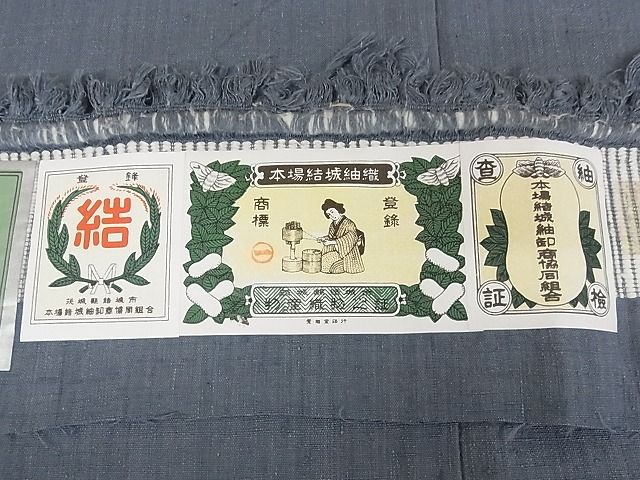 登録
結
茨城縣結城市
本場結城紬卸商協同組合
本場結城紬織
商標
登録
査
紬
本場結城紬卸商協同組合
証
検